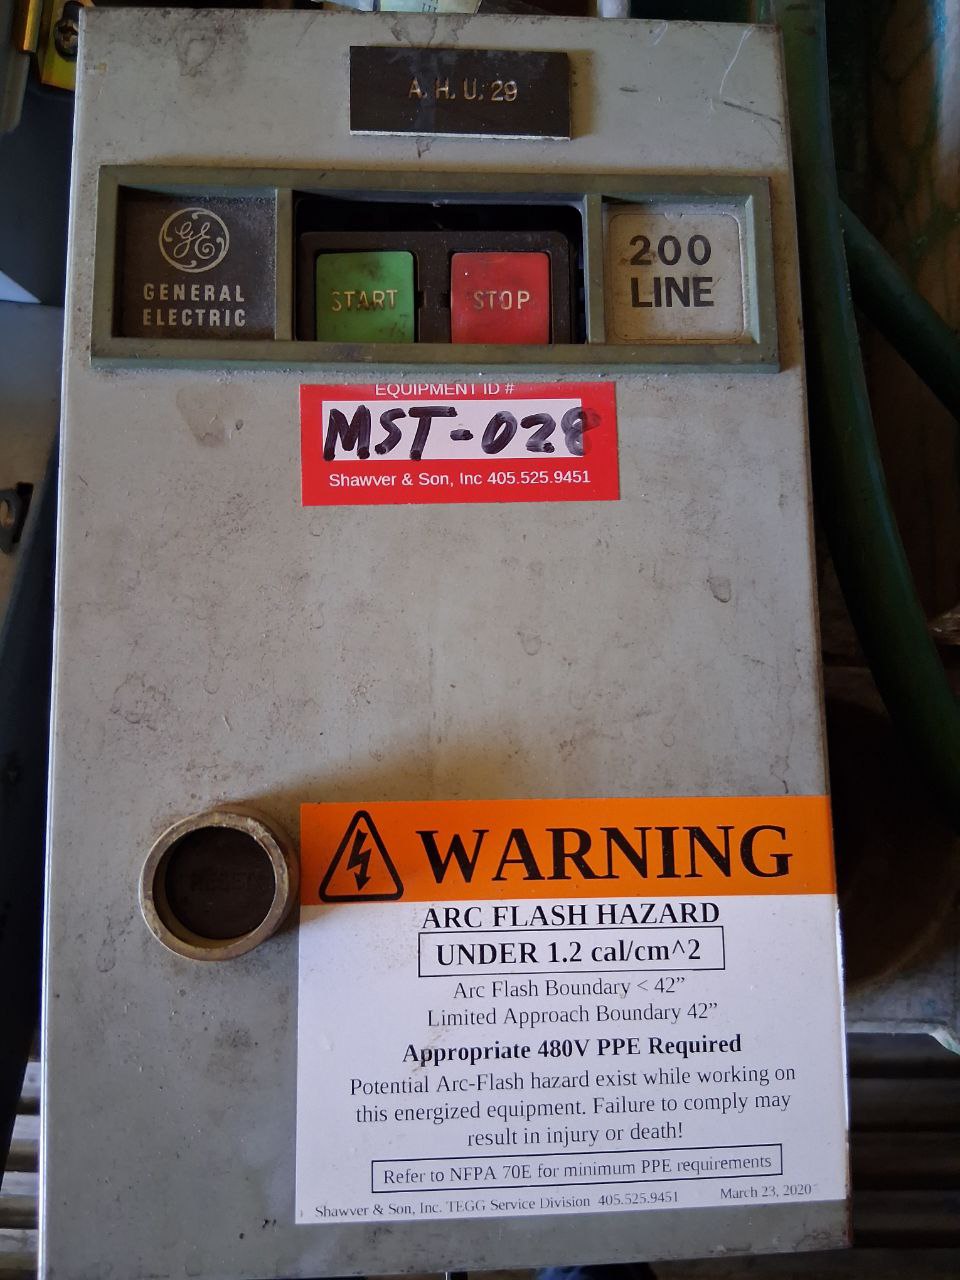 A. H. U. 29
GE
GENERAL
ELECTRIC
START
STOP
200
LINE
EQUIPMENT ID #
MST-028
Shawver & Son, Inc 405.525.9451
WARNING
ARC FLASH HAZARD
UNDER 1.2 cal/cm^2
Arc Flash Boundary < 42”
Limited Approach Boundary 42”
Appropriate 480V PPE Required
Potential Arc-Flash hazard exist while working on
this energized equipment. Failure to comply may
result in injury or death!
Refer to NFPA 70E for minimum PPE requirements
Shawver & Son, Inc. TEGG Service Division 405.525.9451 March 23, 2020